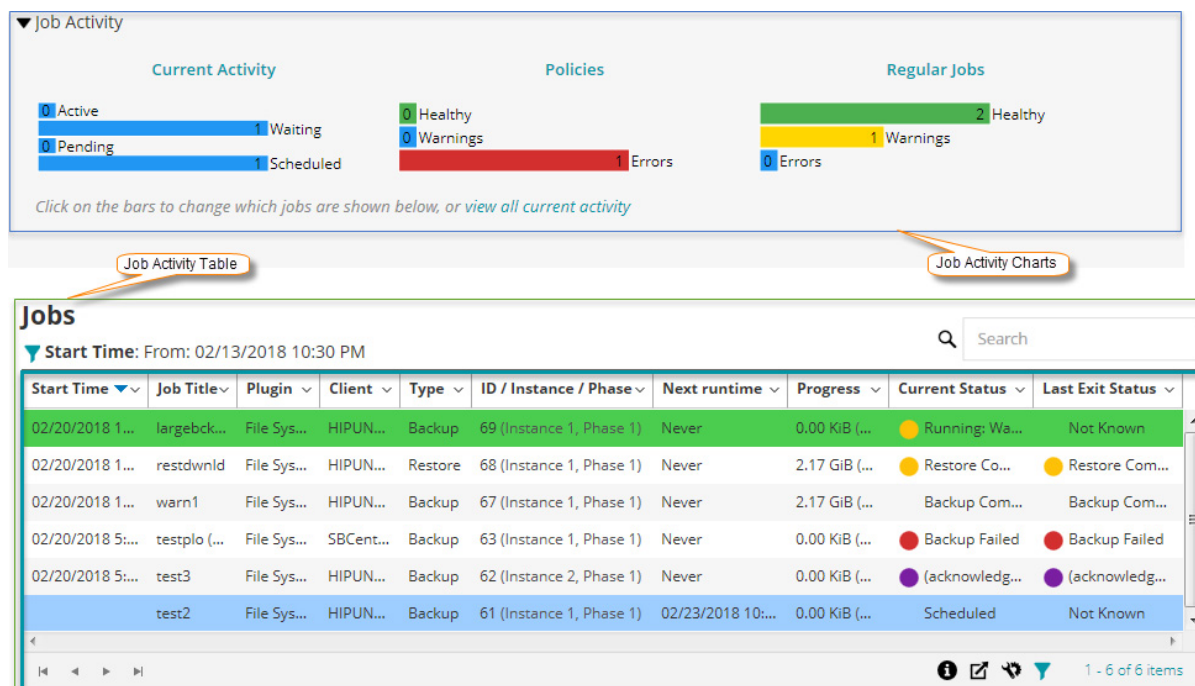 Job Activity
Current Activity
Policies
Regular Jobs
0 Active
1 Waiting
0 Pending
1 Scheduled
0 Healthy
0 Warnings
1 Errors
2 Healthy
1 Warnings
0 Errors
Click on the bars to change which jobs are shown below, or view all current activity
Job Activity Table
Job Activity Charts
Jobs
Search
Start Time: From: 02/13/2018 10:30 PM
Start Time Job Title Plugin Client Type ID / Instance / Phase Next runtime Progress Current Status Last Exit Status
02/20/2018 1... largebck... File Sys... HIPUN... Backup 69 (Instance 1, Phase 1) Never 0.00 KiB (... Running: Wa... Not Known
02/20/2018 1... restdwnld File Sys... HIPUN... Restore 68 (Instance 1, Phase 1) Never 2.17 GiB (... Restore Co... Restore Com...
02/20/2018 1... warn1 File Sys... HIPUN... Backup 67 (Instance 1, Phase 1) Never 2.17 GiB (... Backup Com... Backup Com...
02/20/2018 5:... testplo (... File Sys... SBCent... Backup 63 (Instance 1, Phase 1) Never 0.00 KiB (... Backup Failed Backup Failed
02/20/2018 5:... test3 File Sys... HIPUN... Backup 62 (Instance 2, Phase 1) Never 0.00 KiB (... (acknowledg... (acknowledg...
test2 File Sys... HIPUN... Backup 61 (Instance 1, Phase 1) 02/23/2018 10:... 0.00 KiB (... Scheduled Not Known
1 - 6 of 6 items